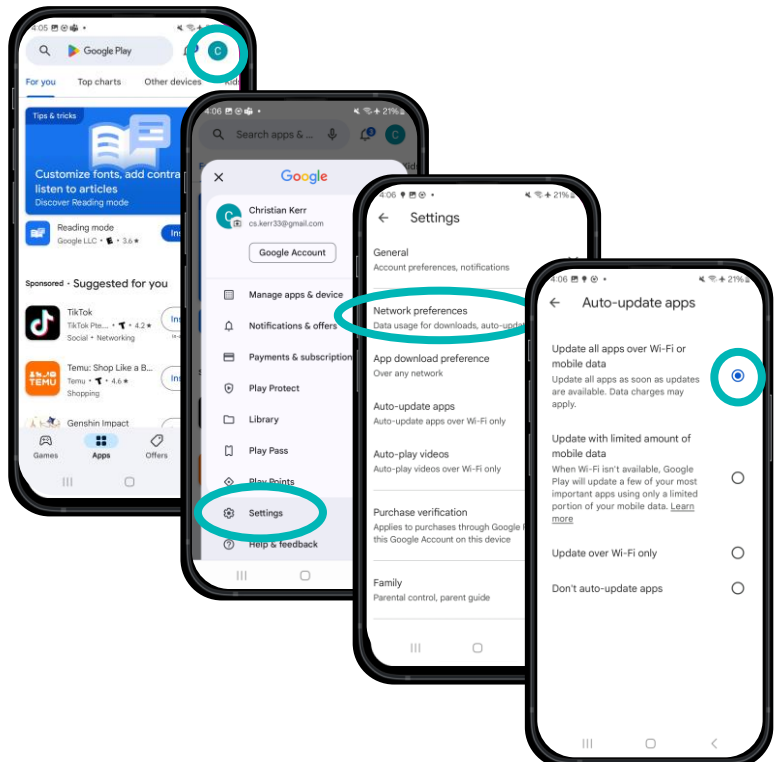 4:05
Google Play
C
For you Top charts Other devices Kids
Tips & tricks
Customize fonts, add contra
listen to articles
Discover Reading mode
Reading mode
Google LLC • 3.6★
Ins
Sponsored · Suggested for you
TikTok
TikTok Pte... • T • 4.2★
Social • Networking
Ins
In-a
Temu: Shop Like a B...
Temu • T • 4.6★
Shopping
TEMU
Ins
Genshin Impact
Games Apps Offers
4:06 21%
Search apps & ...
3
C
Kids
Google
C
Christian Kerr
cs.kerr33@gmail.com
Google Account
Manage apps & device
Notifications & offers
Payments & subscription
Play Protect
Library
Play Pass
Play Points
Settings
Help & feedback
4:06 21%
Settings
General
Account preferences, notifications
Network preferences
Data usage for downloads, auto-updat
App download preference
Over any network
Auto-update apps
Auto-update apps over Wi-Fi only
Auto-play videos
Auto-play videos over Wi-Fi only
Purchase verification
Applies to purchases through Google P
this Google Account on this device
Family
Parental control, parent guide
4:06 21%
Auto-update apps
Update all apps over Wi-Fi or
mobile data
Update all apps as soon as updates
are available. Data charges may
apply.
Update with limited amount of
mobile data
When Wi-Fi isn't available, Google
Play will update a few of your most
important apps using only a limited
portion of your mobile data. Learn
more
Update over Wi-Fi only
Don't auto-update apps